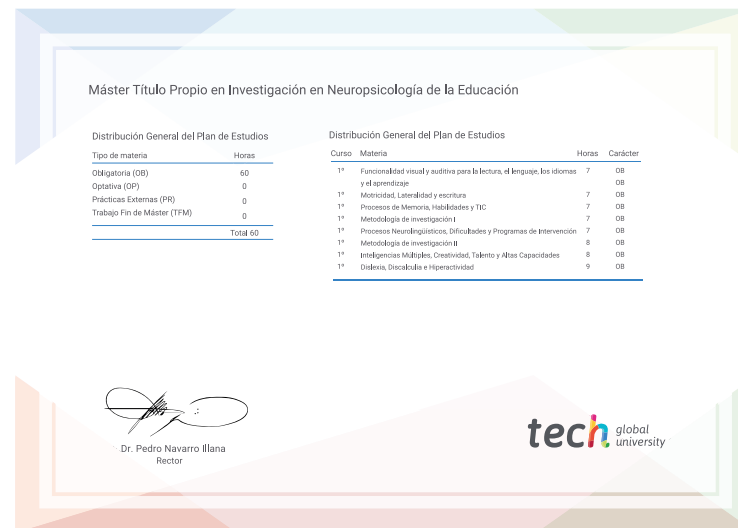 Máster Título Propio en Investigación en Neuropsicología de la Educación
Distribución General del Plan de Estudios
Tipo de materia Horas
Obligatoria (OB) 60
Optativa (OP) 0
Prácticas Externas (PR) 0
Trabajo Fin de Máster (TFM) 0
Total 60
Distribución General del Plan de Estudios
Curso Materia Horas Carácter
1º Funcionalidad visual y auditiva para la lectura, el lenguaje, los idiomas 7 OB
y el aprendizaje OB
1º Motricidad, Lateralidad y escritura 7 OB
1º Procesos de Memoria, Habilidades y TIC 7 OB
1º Metodología de investigación I 7 OB
1º Procesos Neurolingüísticos, Dificultades y Programas de Intervención 7 OB
1º Metodología de investigación II 8 OB
1º Inteligencias Múltiples, Creatividad, Talento y Altas Capacidades 8 OB
1º Dislexia, Discalculia e Hiperactividad 9 OB
Dr. Pedro Navarro Illana
Rector
tech global university